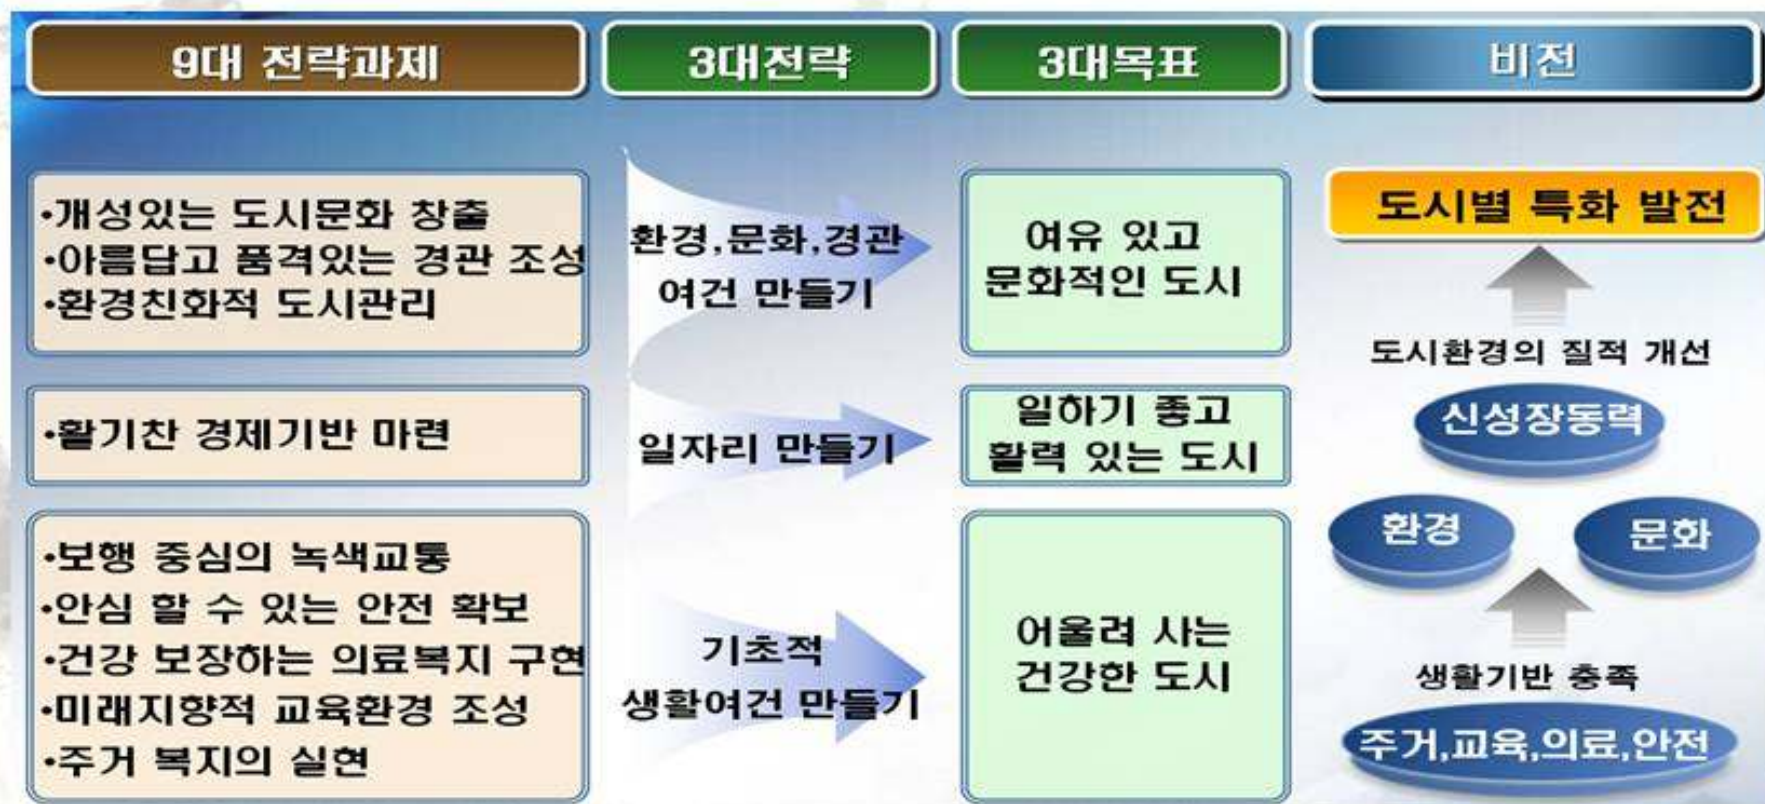 9대 전략과제
3대전략
3대목표
비전
•개성있는 도시문화 창출
•아름답고 품격있는 경관 조성
•환경친화적 도시관리
환경,문화,경관
여건 만들기
여유 있고
문화적인 도시
•활기찬 경제기반 마련
일자리 만들기
일하기 좋고
활력 있는 도시
•보행 중심의 녹색교통
•안심 할 수 있는 안전 확보
•건강 보장하는 의료복지 구현
•미래지향적 교육환경 조성
•주거 복지의 실현
기초적
생활여건 만들기
어울려 사는
건강한 도시
도시별 특화 발전
도시환경의 질적 개선
신성장동력
환경
문화
생활기반 충족
주거,교육,의료,안전